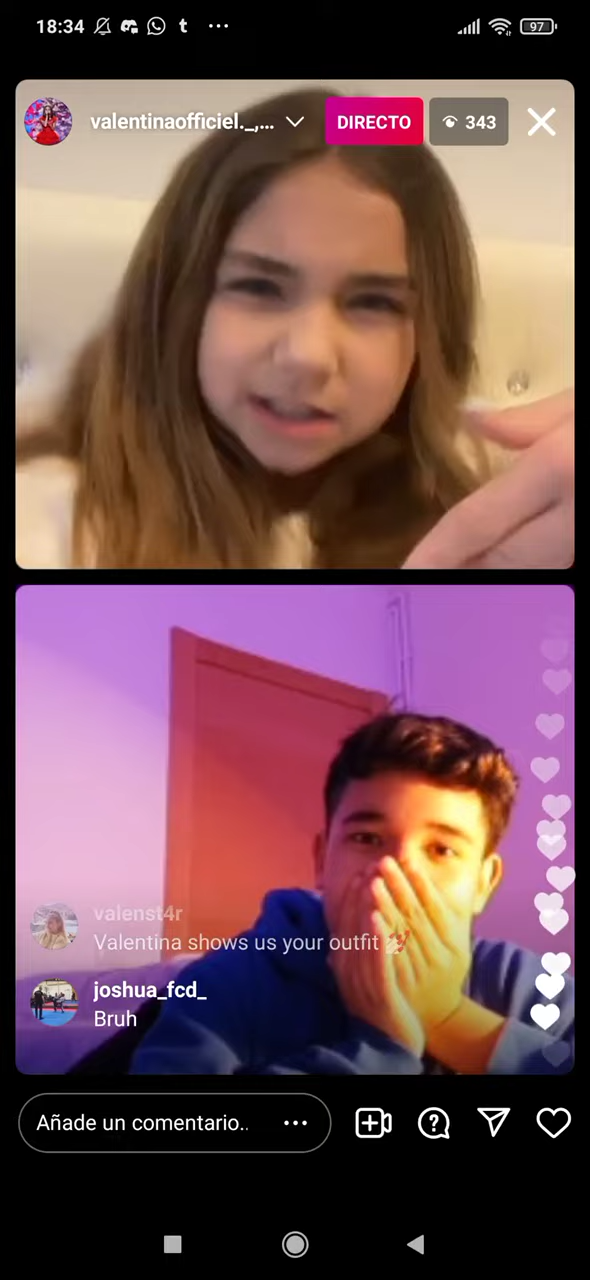 18:34 t ... 97
valentinaofficiel._,... DIRECTO 343
valenst4r
Valentina shows us your outfit 💅
joshua_fcd_
Bruh
Añade un comentario..